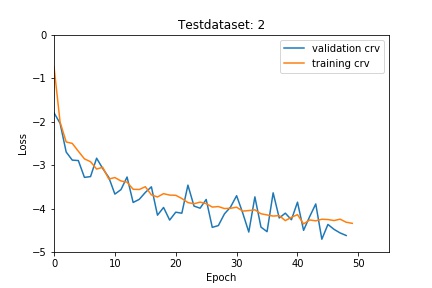 Testdataset: 2
validation crv
training crv
0
−1
−2
−3
−4
−5
Loss
0 10 20 30 40 50
Epoch